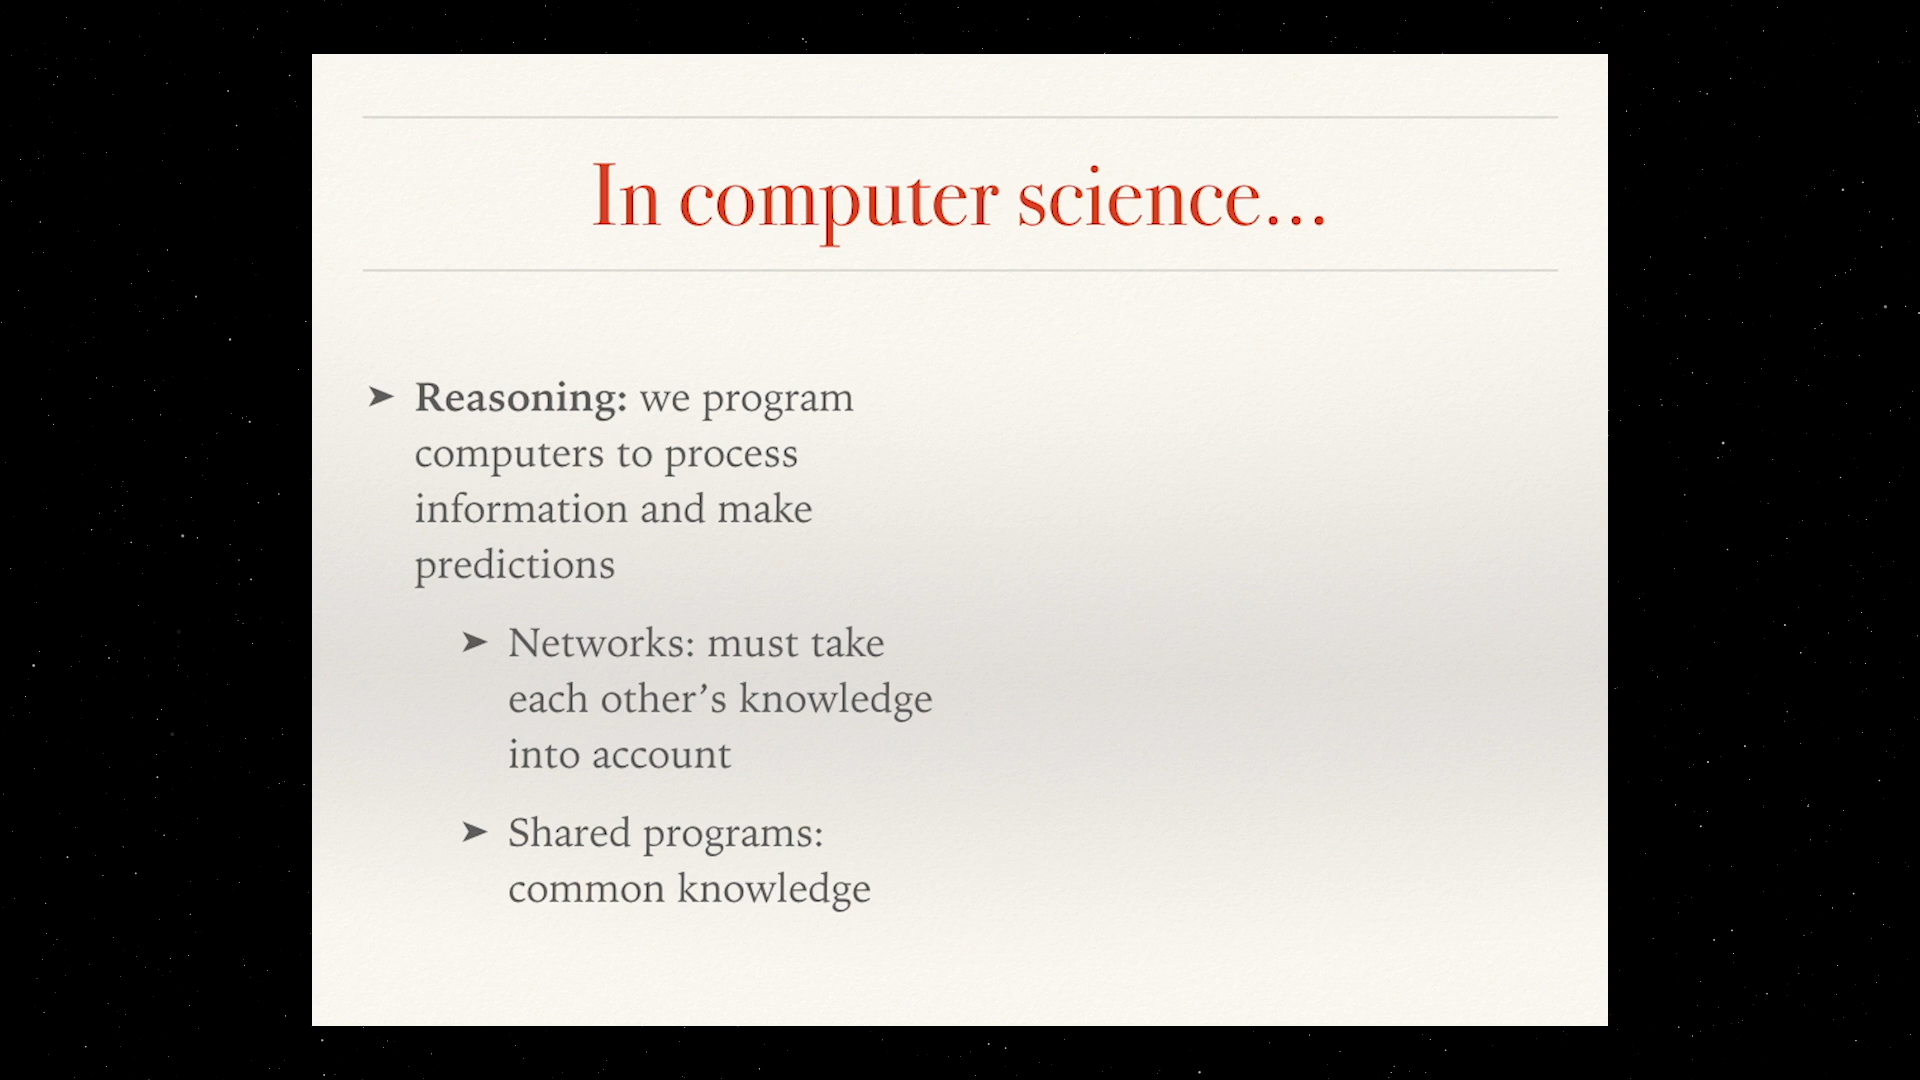 In computer science…
➤ Reasoning: we program
computers to process
information and make
predictions
➤ Networks: must take
each other’s knowledge
into account
➤ Shared programs:
common knowledge